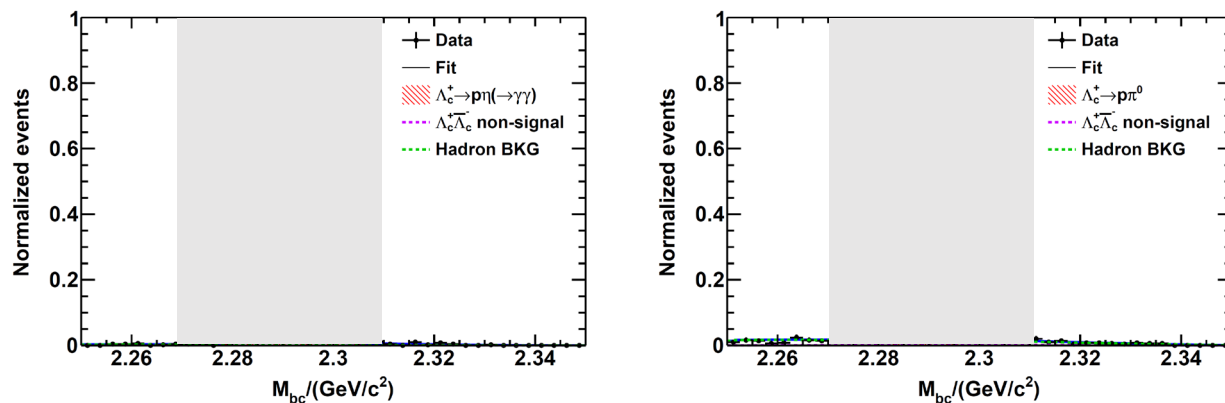 Normalized events
1
0.8
0.6
0.4
0.2
0
Data
Fit
Λc+→pη(→γγ)
Λc+Λ̅c- non-signal
Hadron BKG
2.26 2.28 2.3 2.32 2.34
Mbc/(GeV/c²)
Normalized events
1
0.8
0.6
0.4
0.2
0
Data
Fit
Λc+→pπ⁰
Λc+Λ̅c- non-signal
Hadron BKG
2.26 2.28 2.3 2.32 2.34
Mbc/(GeV/c²)